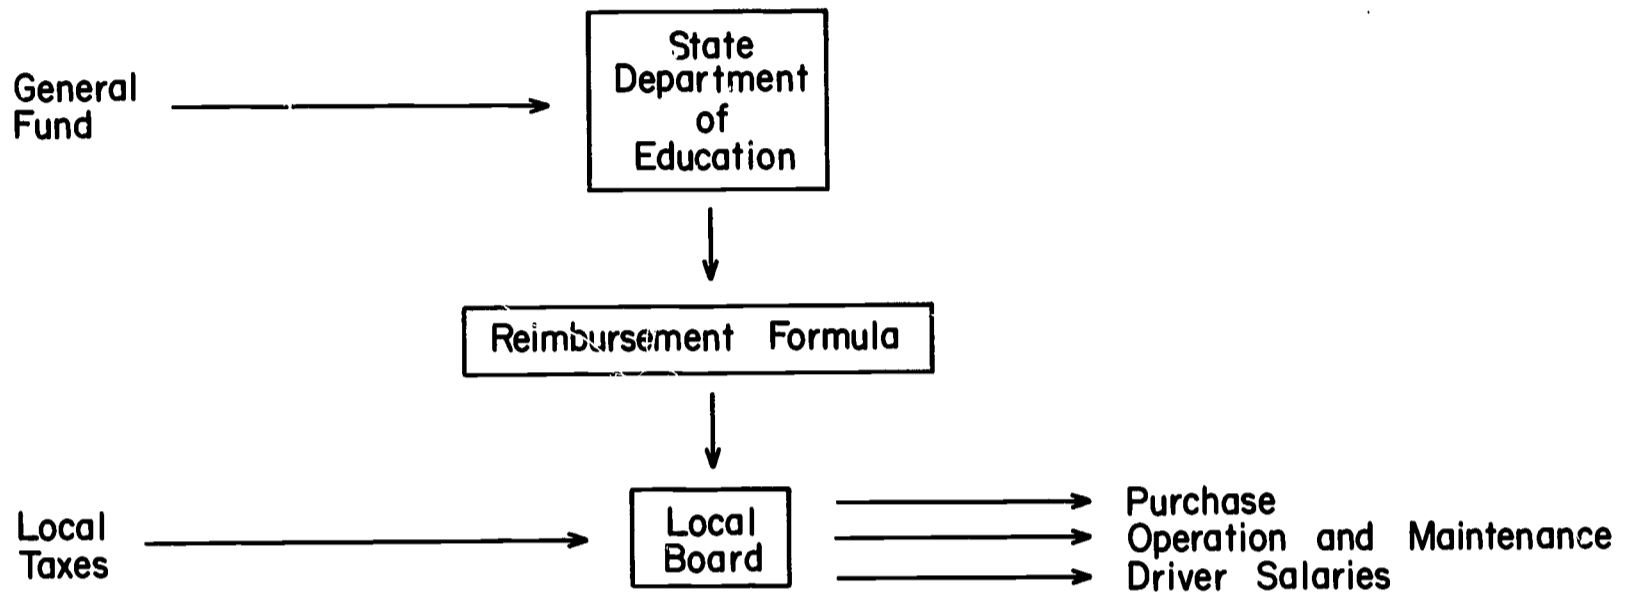 General
Fund
State
Department
of
Education
Reimbursement Formula
Local
Taxes
Local
Board
Purchase
Operation and Maintenance
Driver Salaries